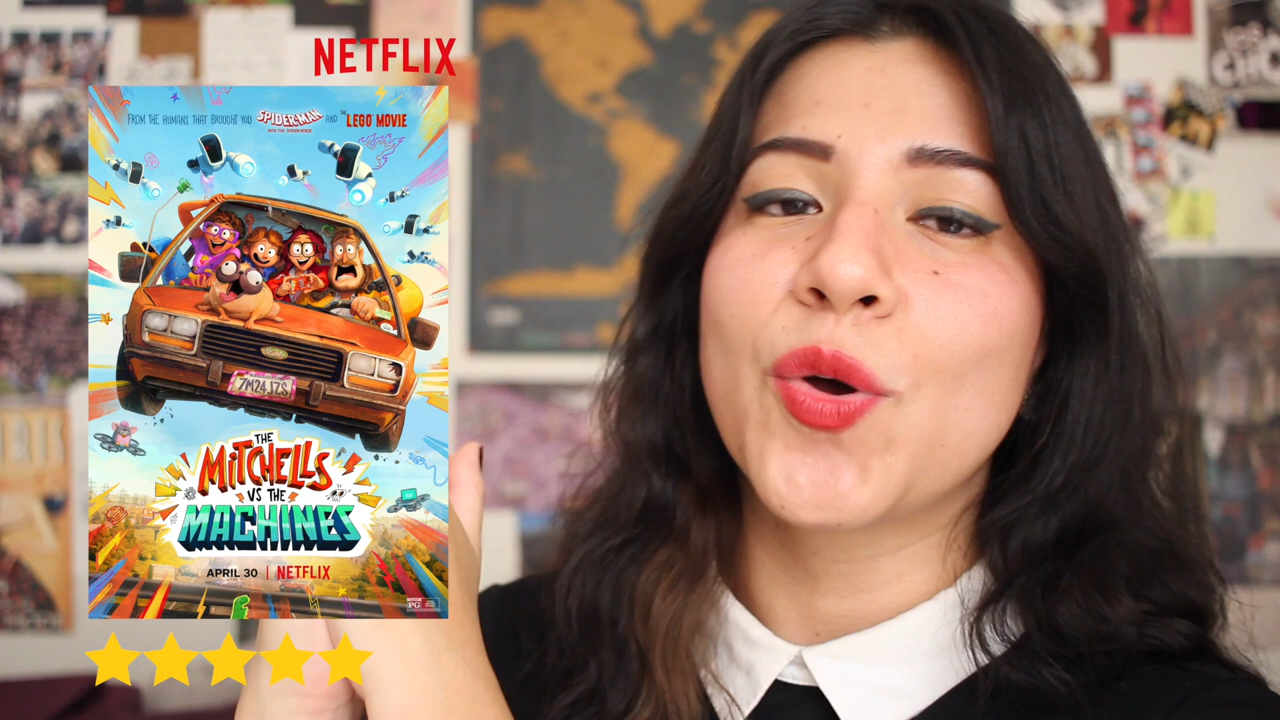 NETFLIX
FROM THE HUMANS THAT BROUGHT YOU SPIDER-MAN INTO THE SPIDER-VERSE AND THE LEGO MOVIE
7M24JZS
THE
MITCHELLS
VS THE
MACHINES
APRIL 30 | NETFLIX
PG